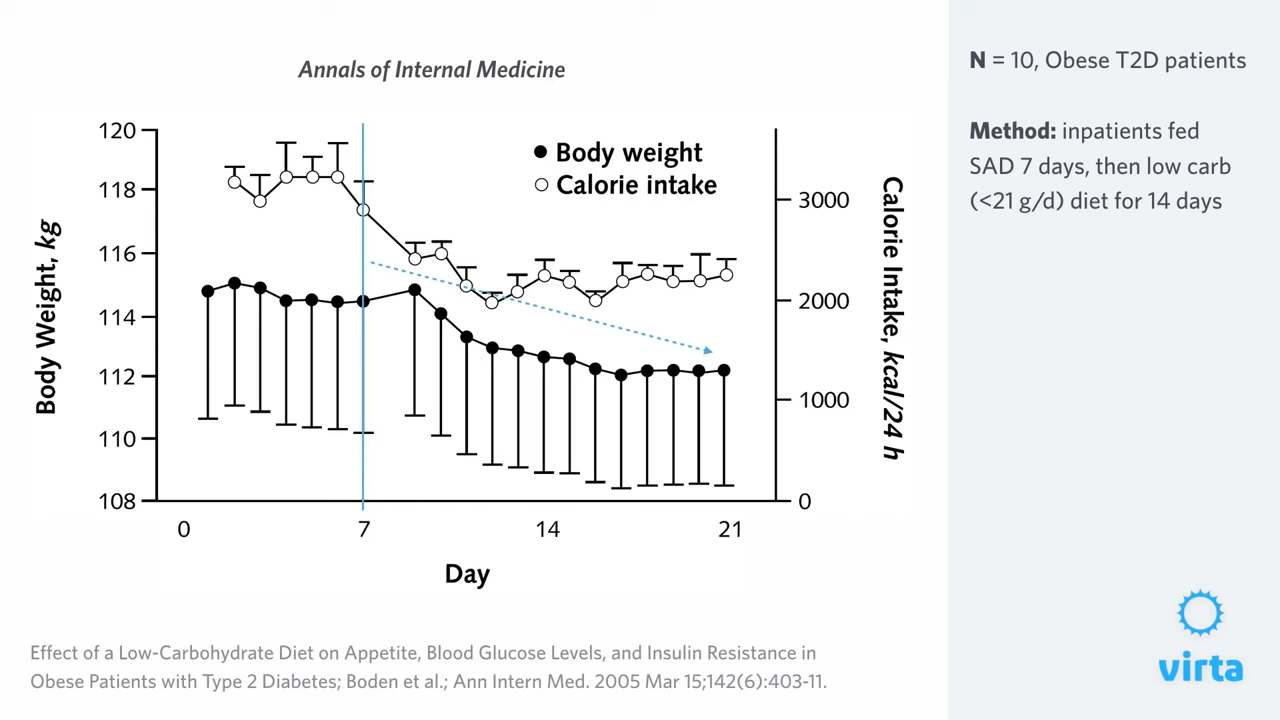 Annals of Internal Medicine
N = 10, Obese T2D patients
Method: inpatients fed
SAD 7 days, then low carb
(<21 g/d) diet for 14 days
Body weight
Calorie intake
Body Weight, kg
120
118
116
114
112
110
108
Calorie Intake, kcal/24 h
3000
2000
1000
0
0 7 14 21
Day
Effect of a Low-Carbohydrate Diet on Appetite, Blood Glucose Levels, and Insulin Resistance in
Obese Patients with Type 2 Diabetes; Boden et al.; Ann Intern Med. 2005 Mar 15;142(6):403-11.
virta